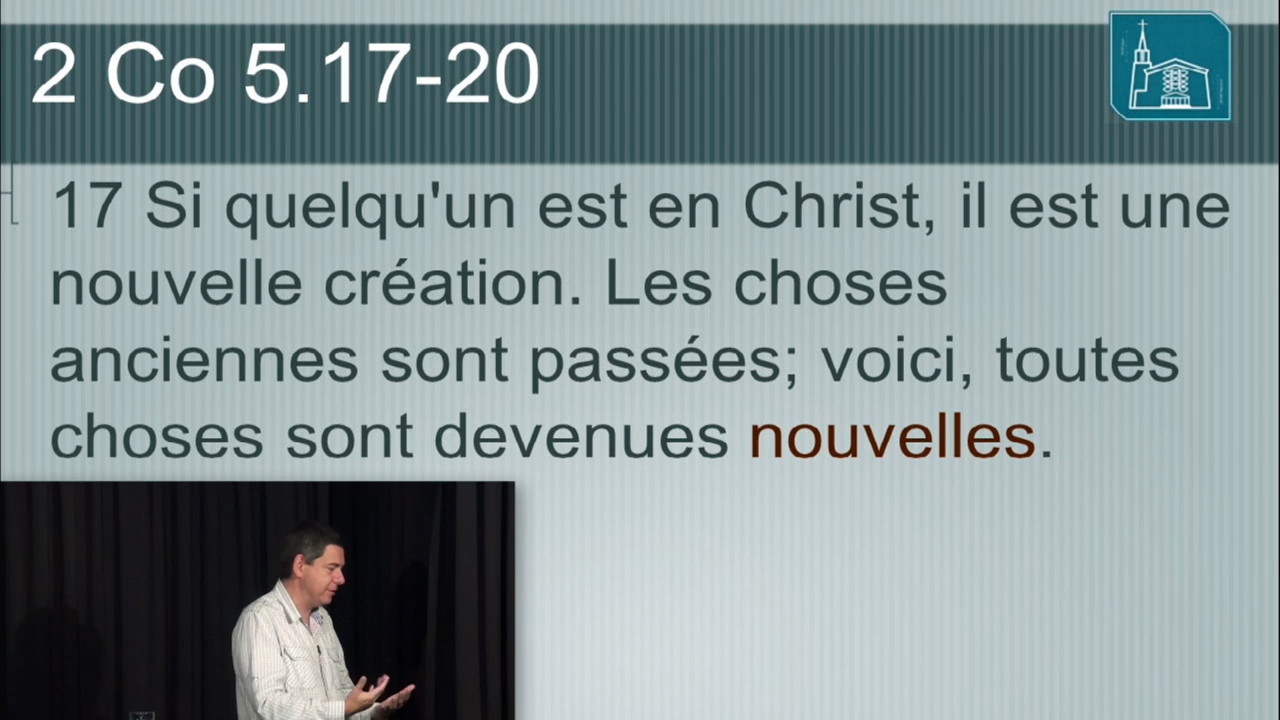 2 Co 5.17-20
17 Si quelqu'un est en Christ, il est une
nouvelle création. Les choses
anciennes sont passées; voici, toutes
choses sont devenues nouvelles.